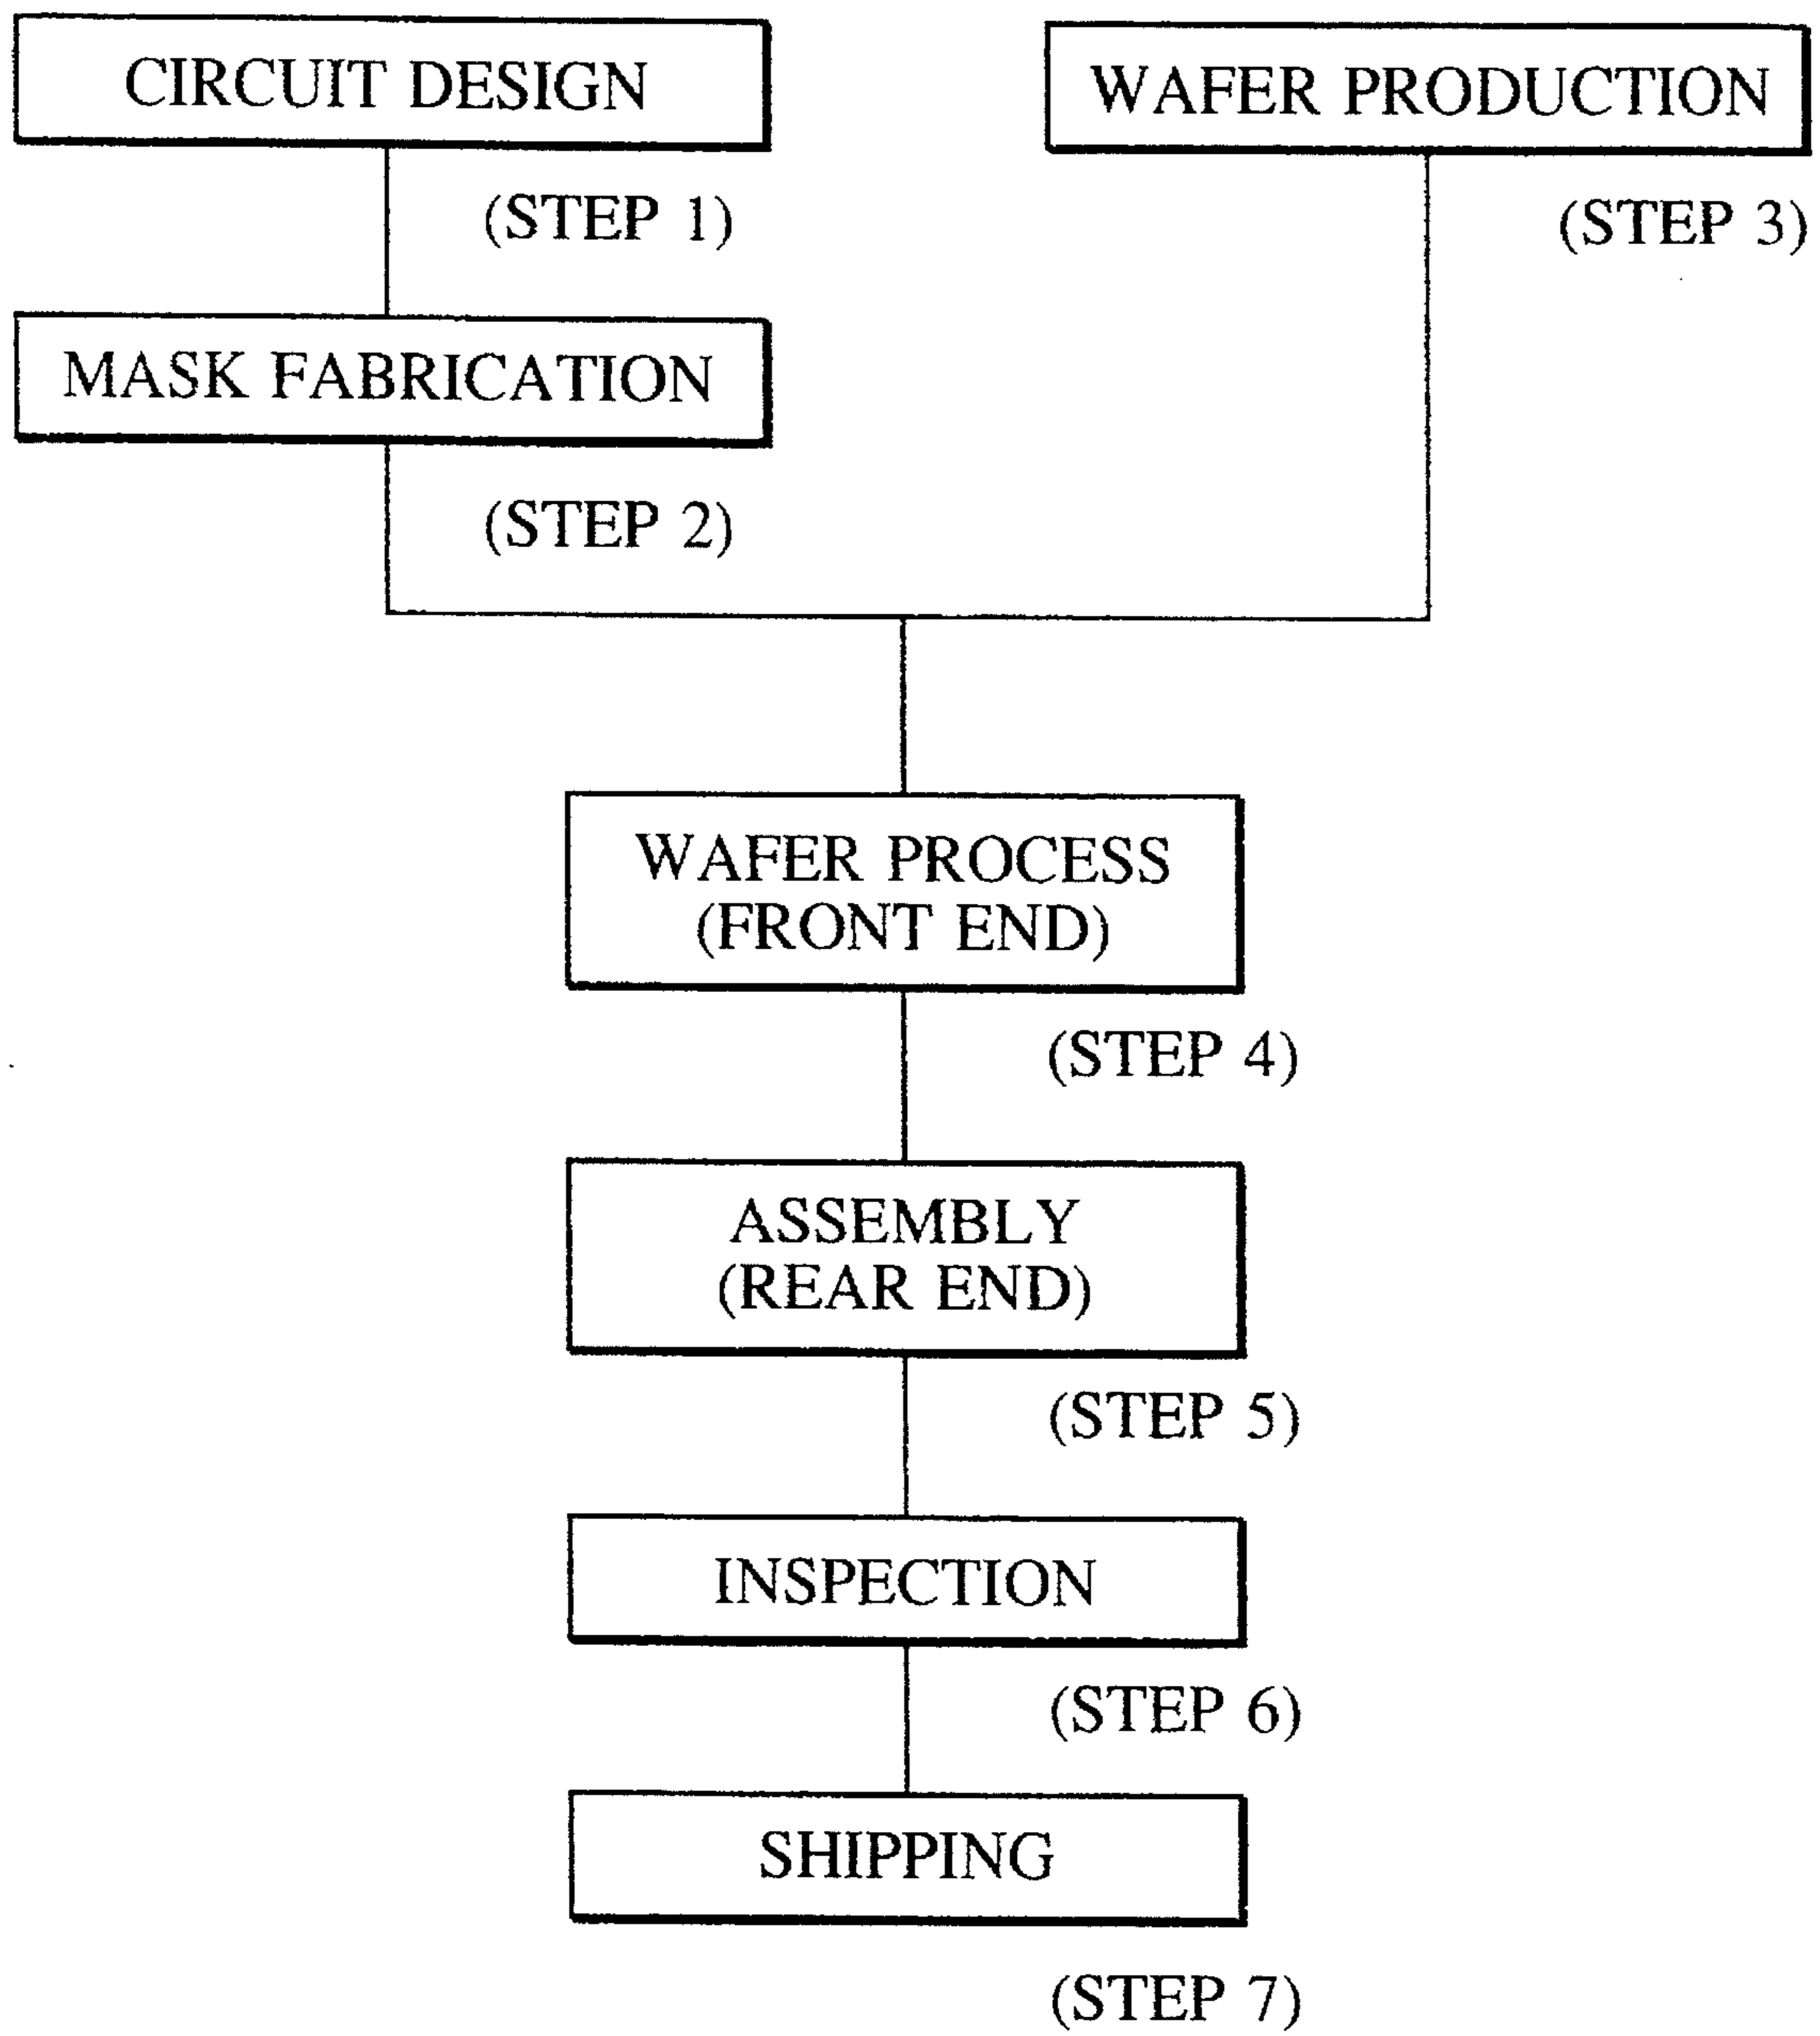 CIRCUIT DESIGN
(STEP 1)
MASK FABRICATION
(STEP 2)
WAFER PRODUCTION
(STEP 3)
WAFER PROCESS
(FRONT END)
(STEP 4)
ASSEMBLY
(REAR END)
(STEP 5)
INSPECTION
(STEP 6)
SHIPPING
(STEP 7)